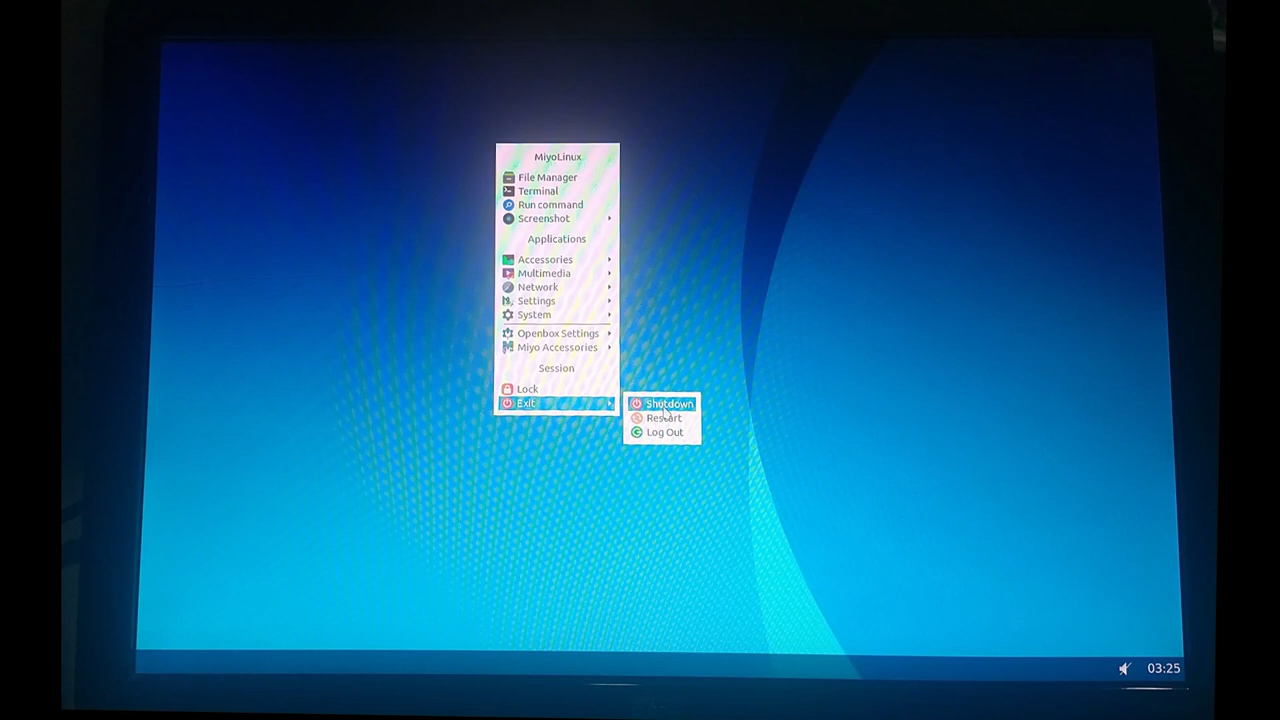 MiyoLinux
File Manager
Terminal
Run command
Screenshot
Applications
Accessories
Multimedia
Network
Settings
System
Openbox Settings
Miyo Accessories
Session
Lock
Exit
Shutdown
Restart
Log Out
03:25